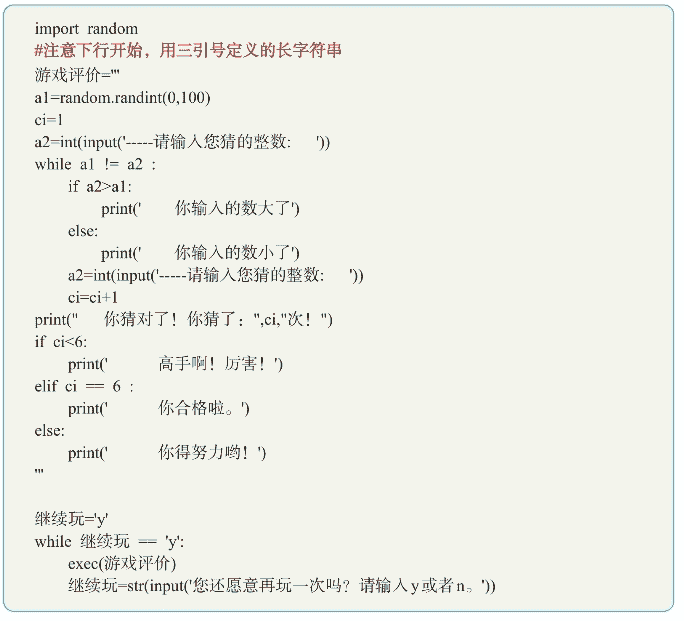 import random
#注意下行开始，用三引号定义的长字符串
游戏评价='''
a1=random.randint(0,100)
ci=1
a2=int(input('-----请输入您猜的整数:   '))
while a1 != a2 :
    if a2>a1:
        print('    你输入的数大了')
    else:
        print('    你输入的数小了')
    a2=int(input('-----请输入您猜的整数:   '))
    ci=ci+1
print("    你猜对了！你猜了：",ci,"次！")
if ci<6:
    print('      高手啊！厉害！')
elif ci == 6 :
    print('      你合格啦。')
else:
    print('      你得努力哟！')
'''
继续玩='y'
while 继续玩 == 'y':
    exec(游戏评价)
    继续玩=str(input('您还愿意再玩一次吗？请输入y或者n。'))